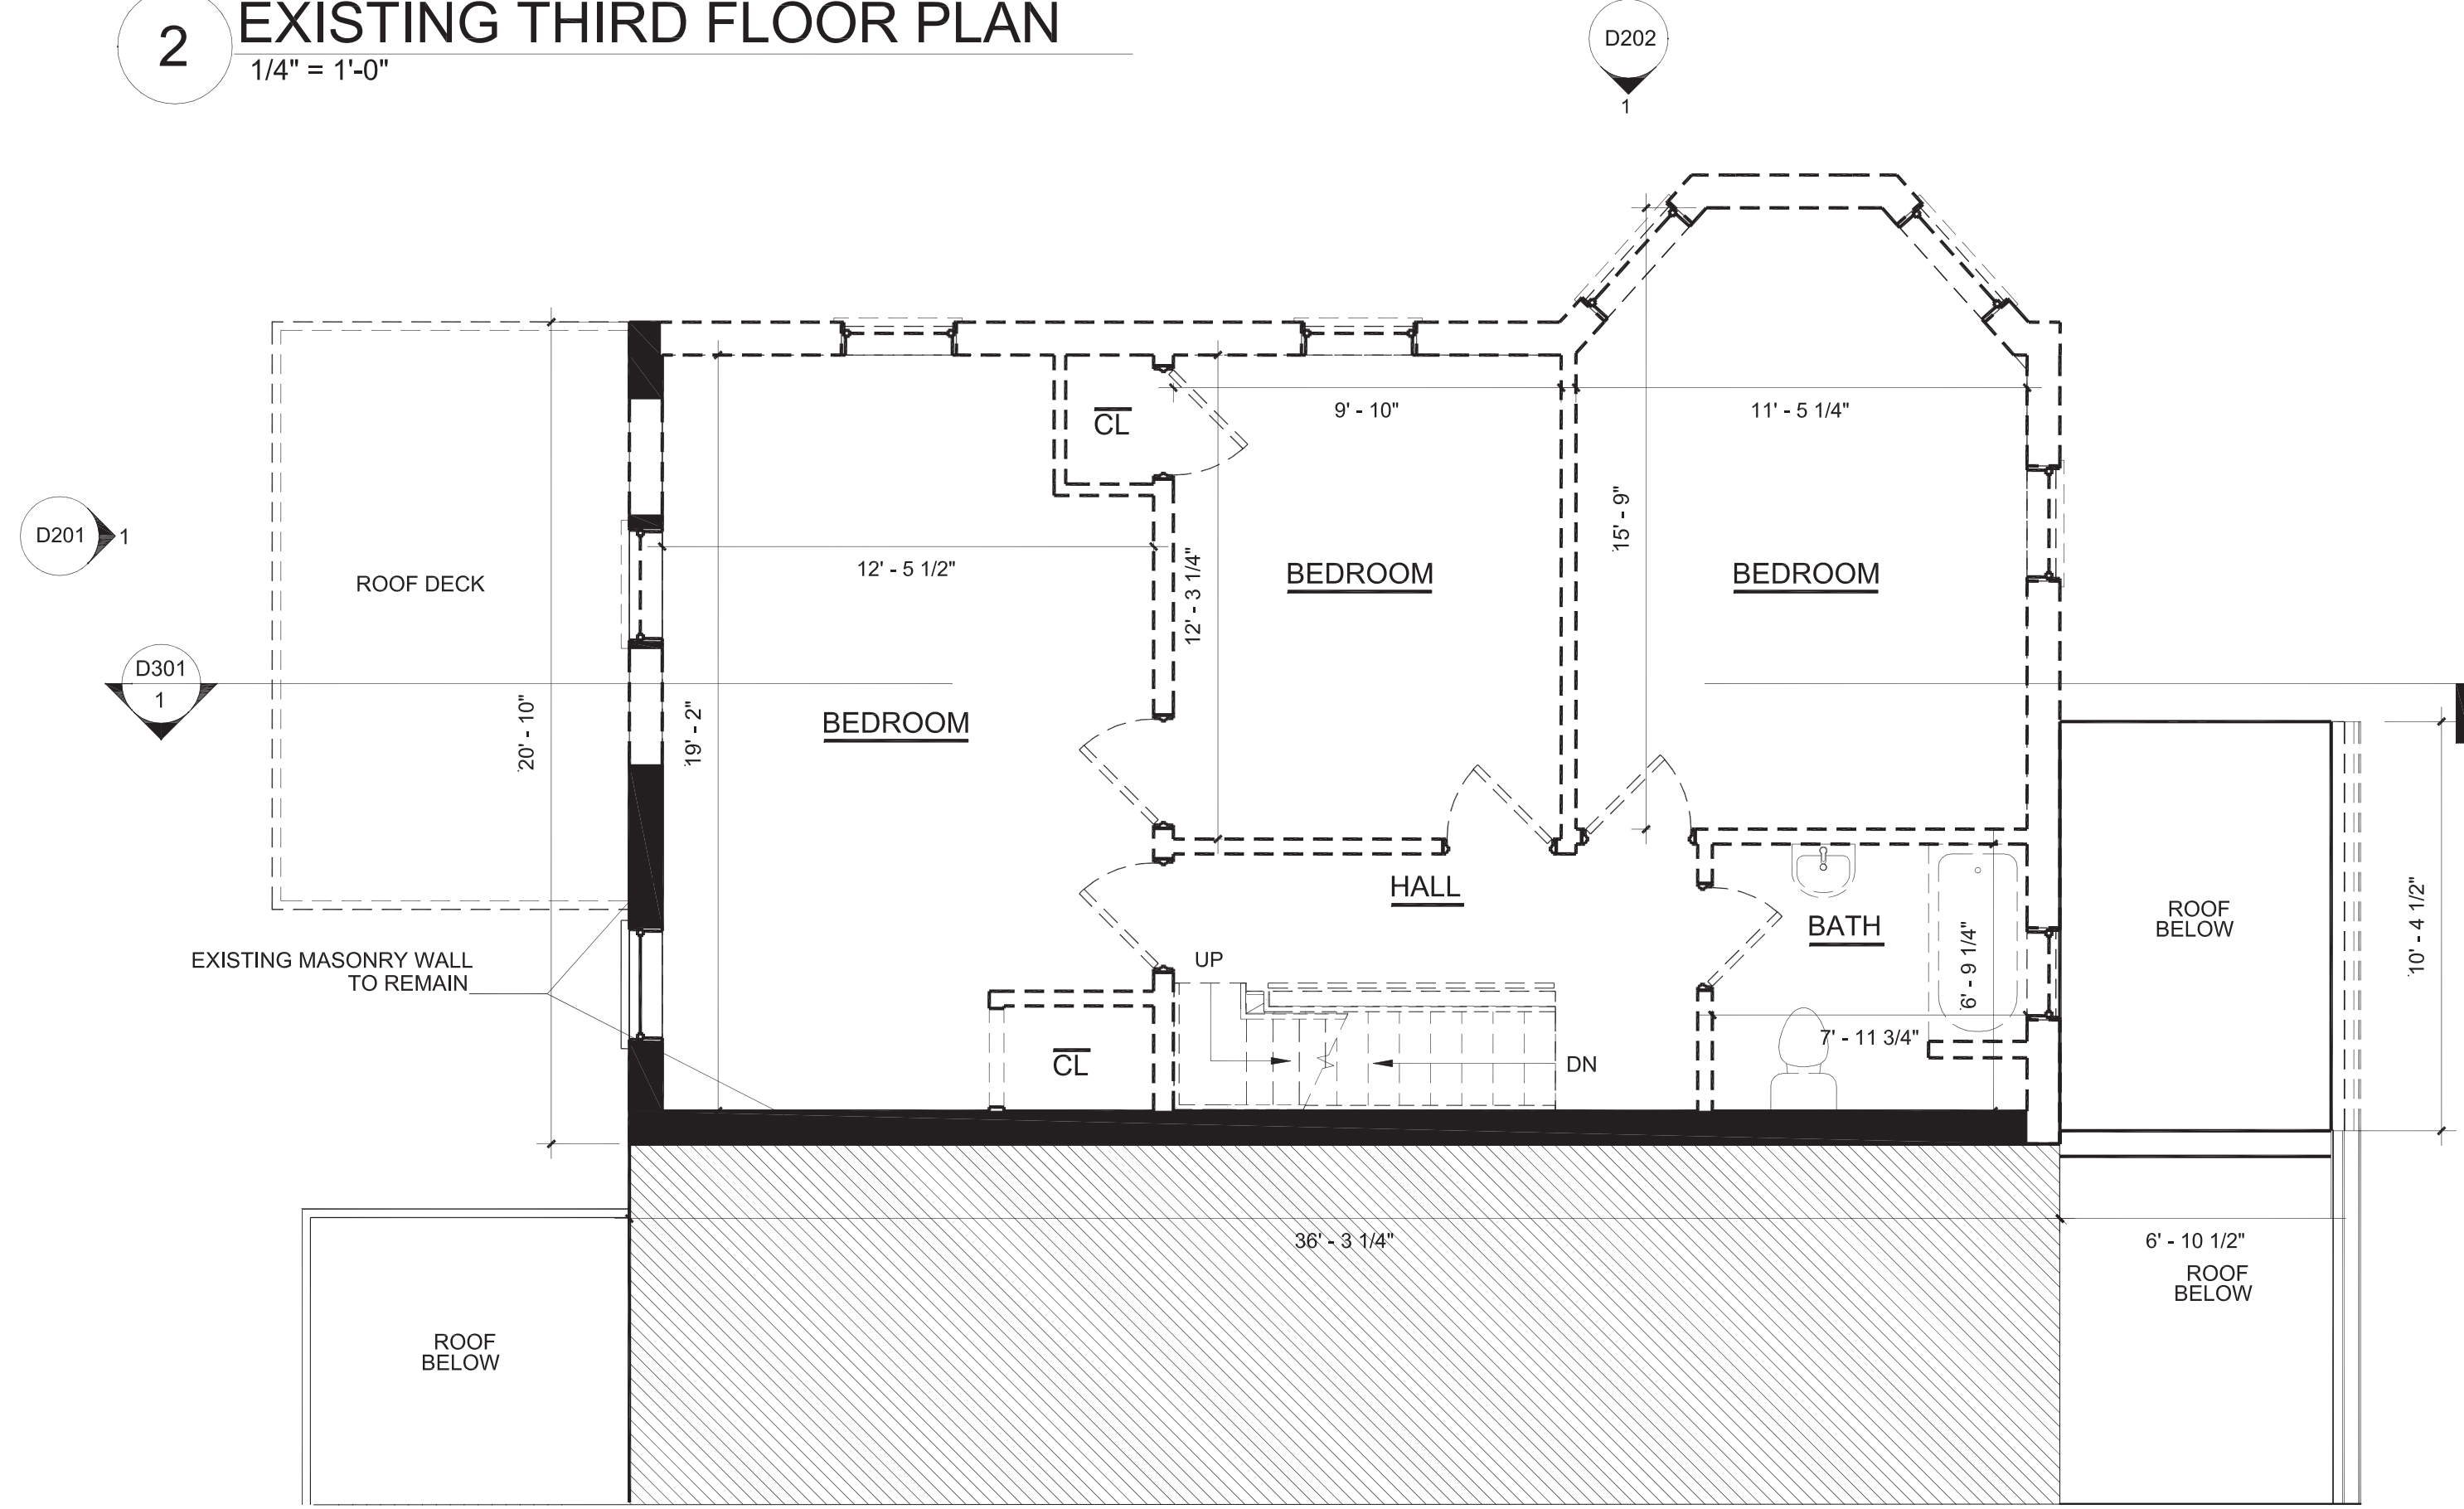 2
EXISTING THIRD FLOOR PLAN
1/4" = 1'-0"
D202
1
CL
9' - 10"
11' - 5 1/4"
D201
1
ROOF DECK
12' - 5 1/2"
12' - 3 1/4"
BEDROOM
15' - 9"
BEDROOM
D301
1
20' - 10"
19' - 2"
BEDROOM
HALL
BATH
6' - 9 1/4"
ROOF
BELOW
10' - 4 1/2"
EXISTING MASONRY WALL
TO REMAIN
UP
CL
DN
7' - 11 3/4"
36' - 3 1/4"
6' - 10 1/2"
ROOF
BELOW
ROOF
BELOW